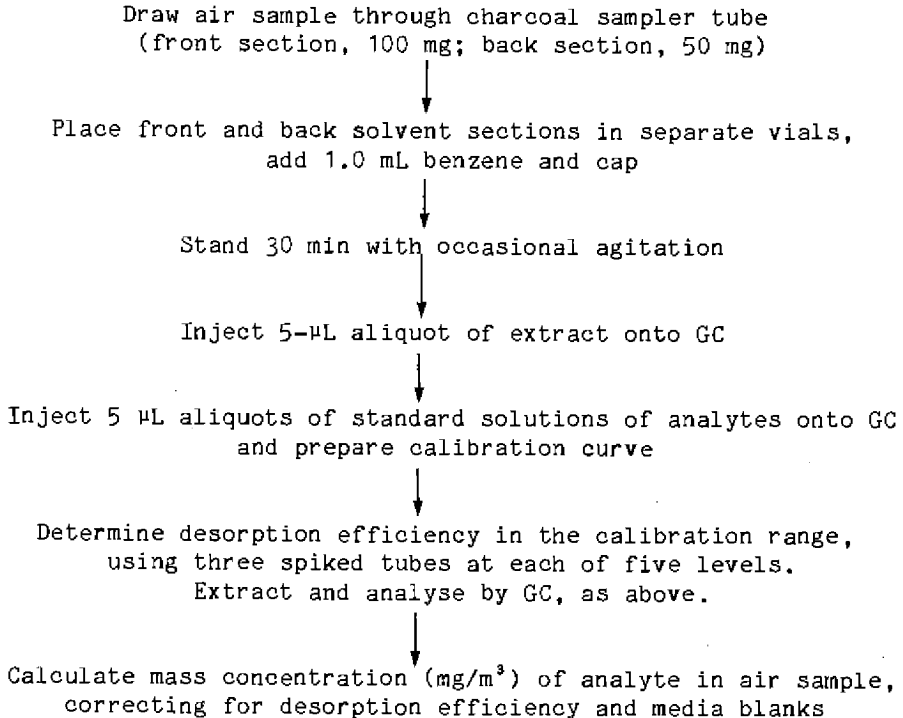 Draw air sample through charcoal sampler tube
(front section, 100 mg; back section, 50 mg)
Place front and back solvent sections in separate vials,
add 1.0 mL benzene and cap
Stand 30 min with occasional agitation
Inject 5-µL aliquot of extract onto GC
Inject 5 µL aliquots of standard solutions of analytes onto GC
and prepare calibration curve
Determine desorption efficiency in the calibration range,
using three spiked tubes at each of five levels.
Extract and analyse by GC, as above.
Calculate mass concentration (mg/m³) of analyte in air sample,
correcting for desorption efficiency and media blanks